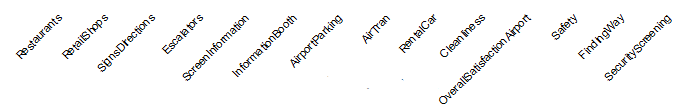 Restaurants
RetailShops
SignsDirections
Escalators
ScreenInformation
InformationBooth
AirportParking
AirTran
RentalCar
Cleanliness
OverallSatisfactionAirport
Safety
FindingWay
SecurityScreening